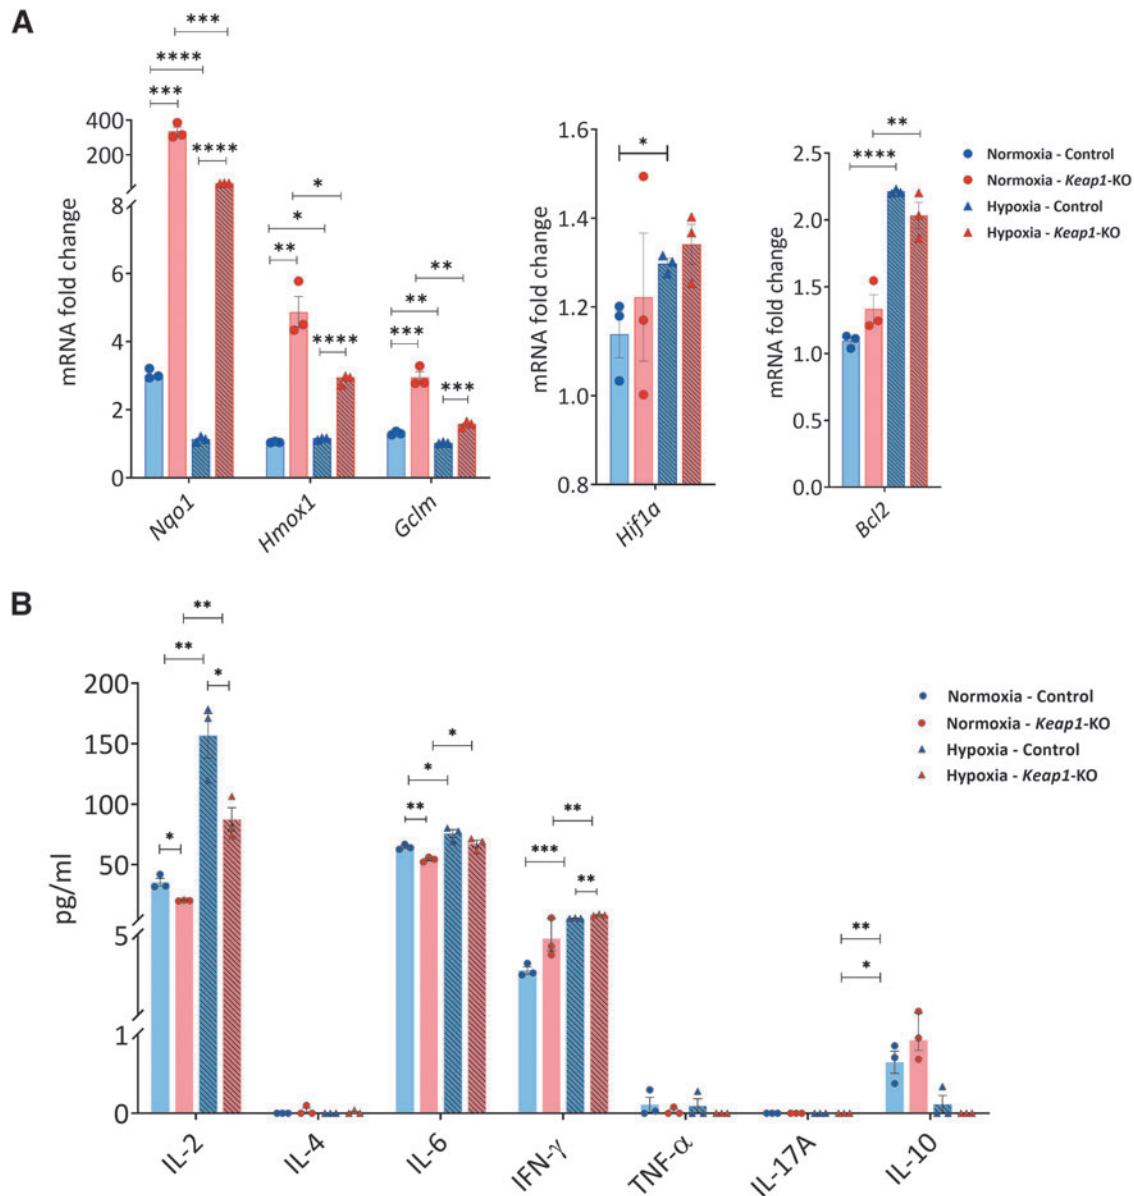 A
***
****
***
****
*
*
**
****
**
**
***
***
mRNA fold change
400
200
8
6
4
2
0
Nqo1
Hmox1
Gclm
*
mRNA fold change
1.6
1.4
1.2
1.0
0.8
Hif1a
**
****
mRNA fold change
2.5
2.0
1.5
1.0
0.5
0.0
Bcl2
Normoxia - Control
Normoxia - Keap1-KO
Hypoxia - Control
Hypoxia - Keap1-KO
B
**
**
*
*
*
*
**
**
***
**
**
*
pg/ml
200
150
100
50
5
1
0
IL-2
IL-4
IL-6
IFN-γ
TNF-α
IL-17A
IL-10
Normoxia - Control
Normoxia - Keap1-KO
Hypoxia - Control
Hypoxia - Keap1-KO